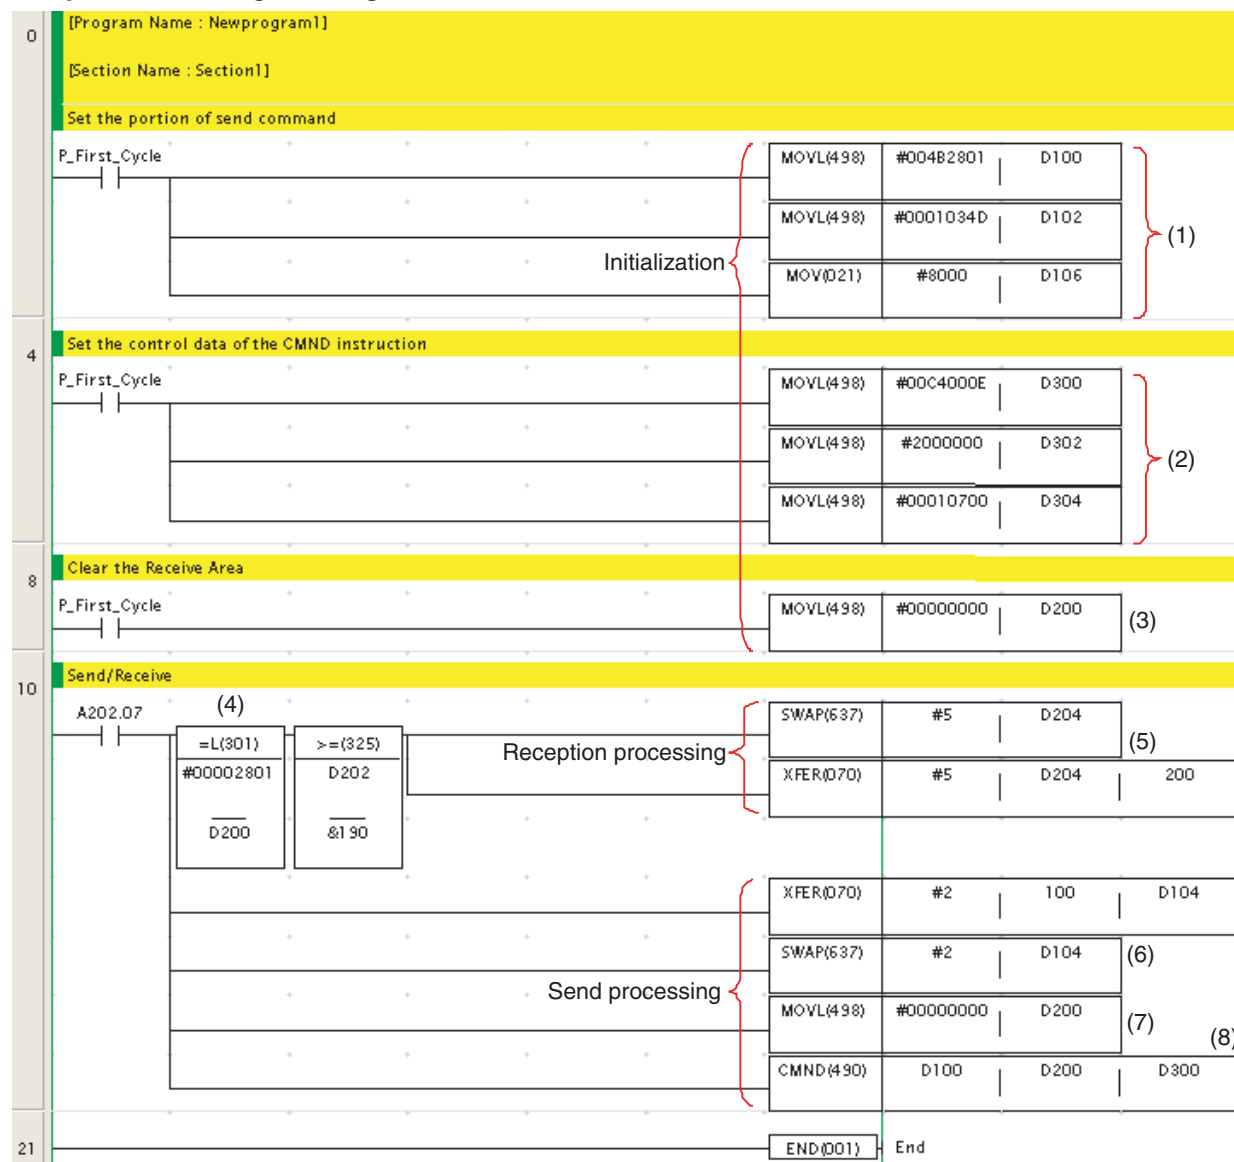 0
[Program Name : Newprogram1]
[Section Name : Section1]
Set the portion of send command
P_First_Cycle
MOVL(498) #004B2801 D100
MOVL(498) #0001034D D102
(1)
Initialization
MOV(021) #8000 D106
4
Set the control data of the CMND instruction
P_First_Cycle
MOVL(498) #00C4000E D300
MOVL(498) #2000000 D302
(2)
MOVL(498) #00010700 D304
8
Clear the Receive Area
P_First_Cycle
MOVL(498) #00000000 D200
(3)
10
Send/Receive
A202.07
(4)
=L(301)
#00002801
D200
>=(325)
D202
&190
Reception processing
SWAP(637) #5 D204
(5)
XFER(070) #5 D204 200
XFER(070) #2 100 D104
SWAP(637) #2 D104
(6)
Send processing
MOVL(498) #00000000 D200
(7)
(8)
CMND(490) D100 D200 D300
21
END(001) End